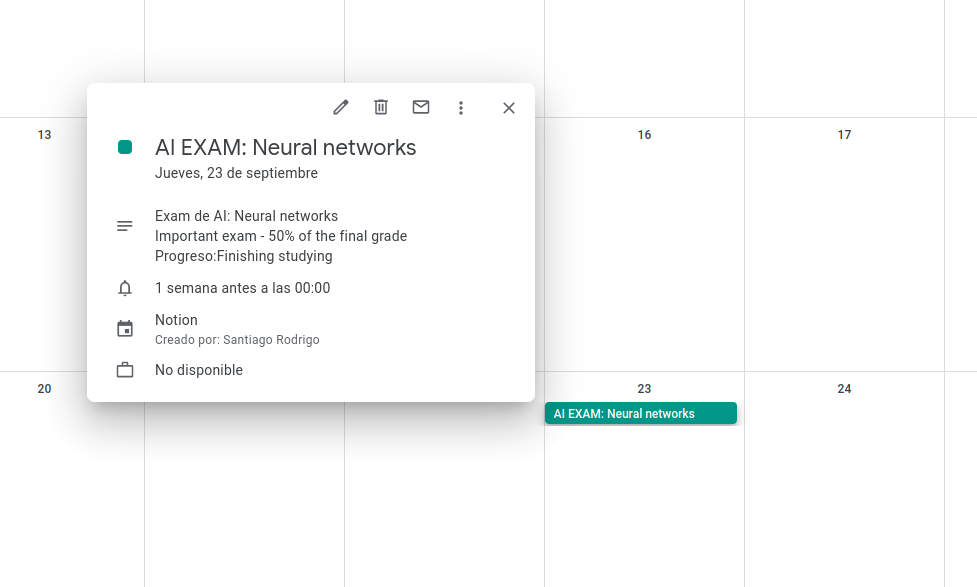 13
16
17
AI EXAM: Neural networks
Jueves, 23 de septiembre
Exam de AI: Neural networks
Important exam - 50% of the final grade
Progreso:Finishing studying
1 semana antes a las 00:00
Notion
Creado por: Santiago Rodrigo
No disponible
20
23
24
AI EXAM: Neural networks